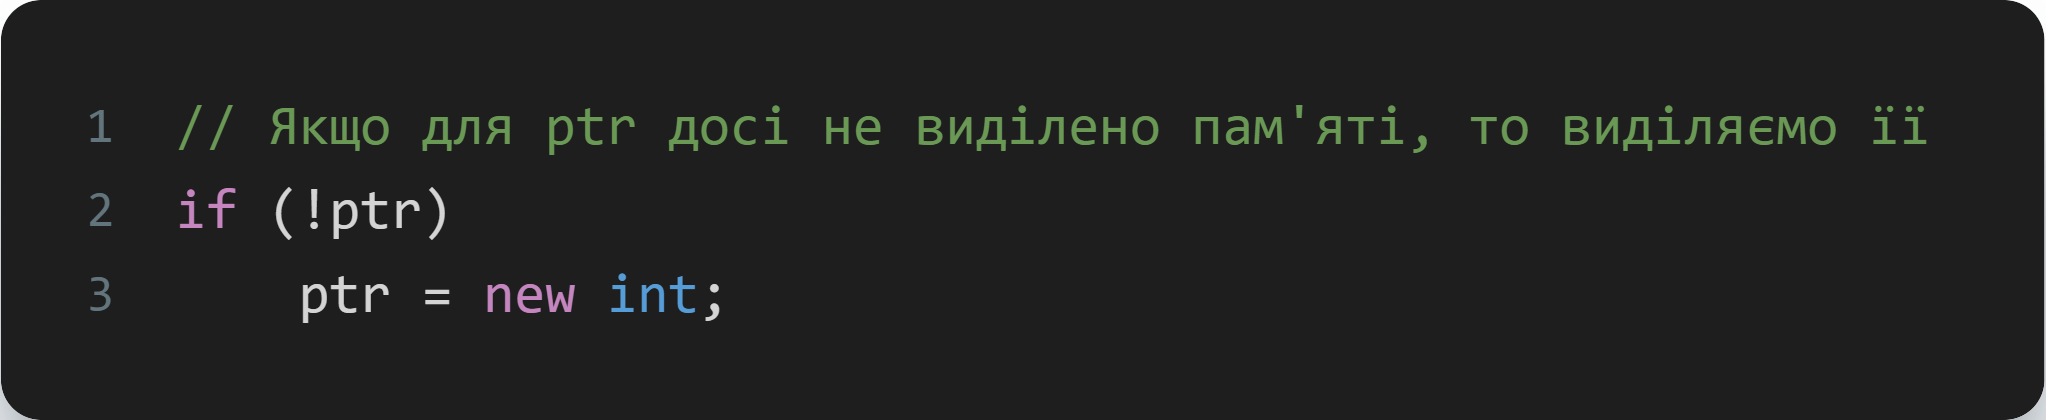 1 // Якщо для ptr досі не виділено пам'яті, то виділяємо її
2 if (!ptr)
3     ptr = new int;